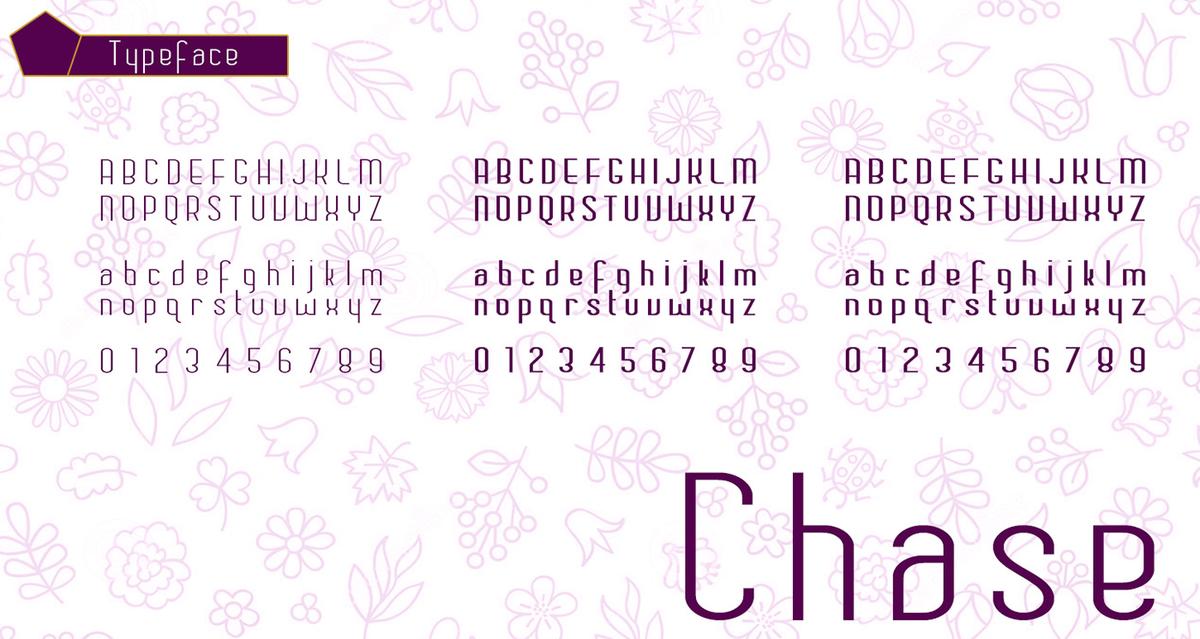 Typeface
ABCDEFGHIJKLM
NOPQRSTUVWXYZ
abcdefghijklm
nopqrstuvwxyz
0123456789
ABCDEFGHIJKLM
NOPQRSTUVWXYZ
abcdefghijklm
nopqrstuvwxyz
0123456789
ABCDEFGHIJKLM
NOPQRSTUVWXYZ
abcdefghijklm
nopqrstuvwxyz
0123456789
Chase